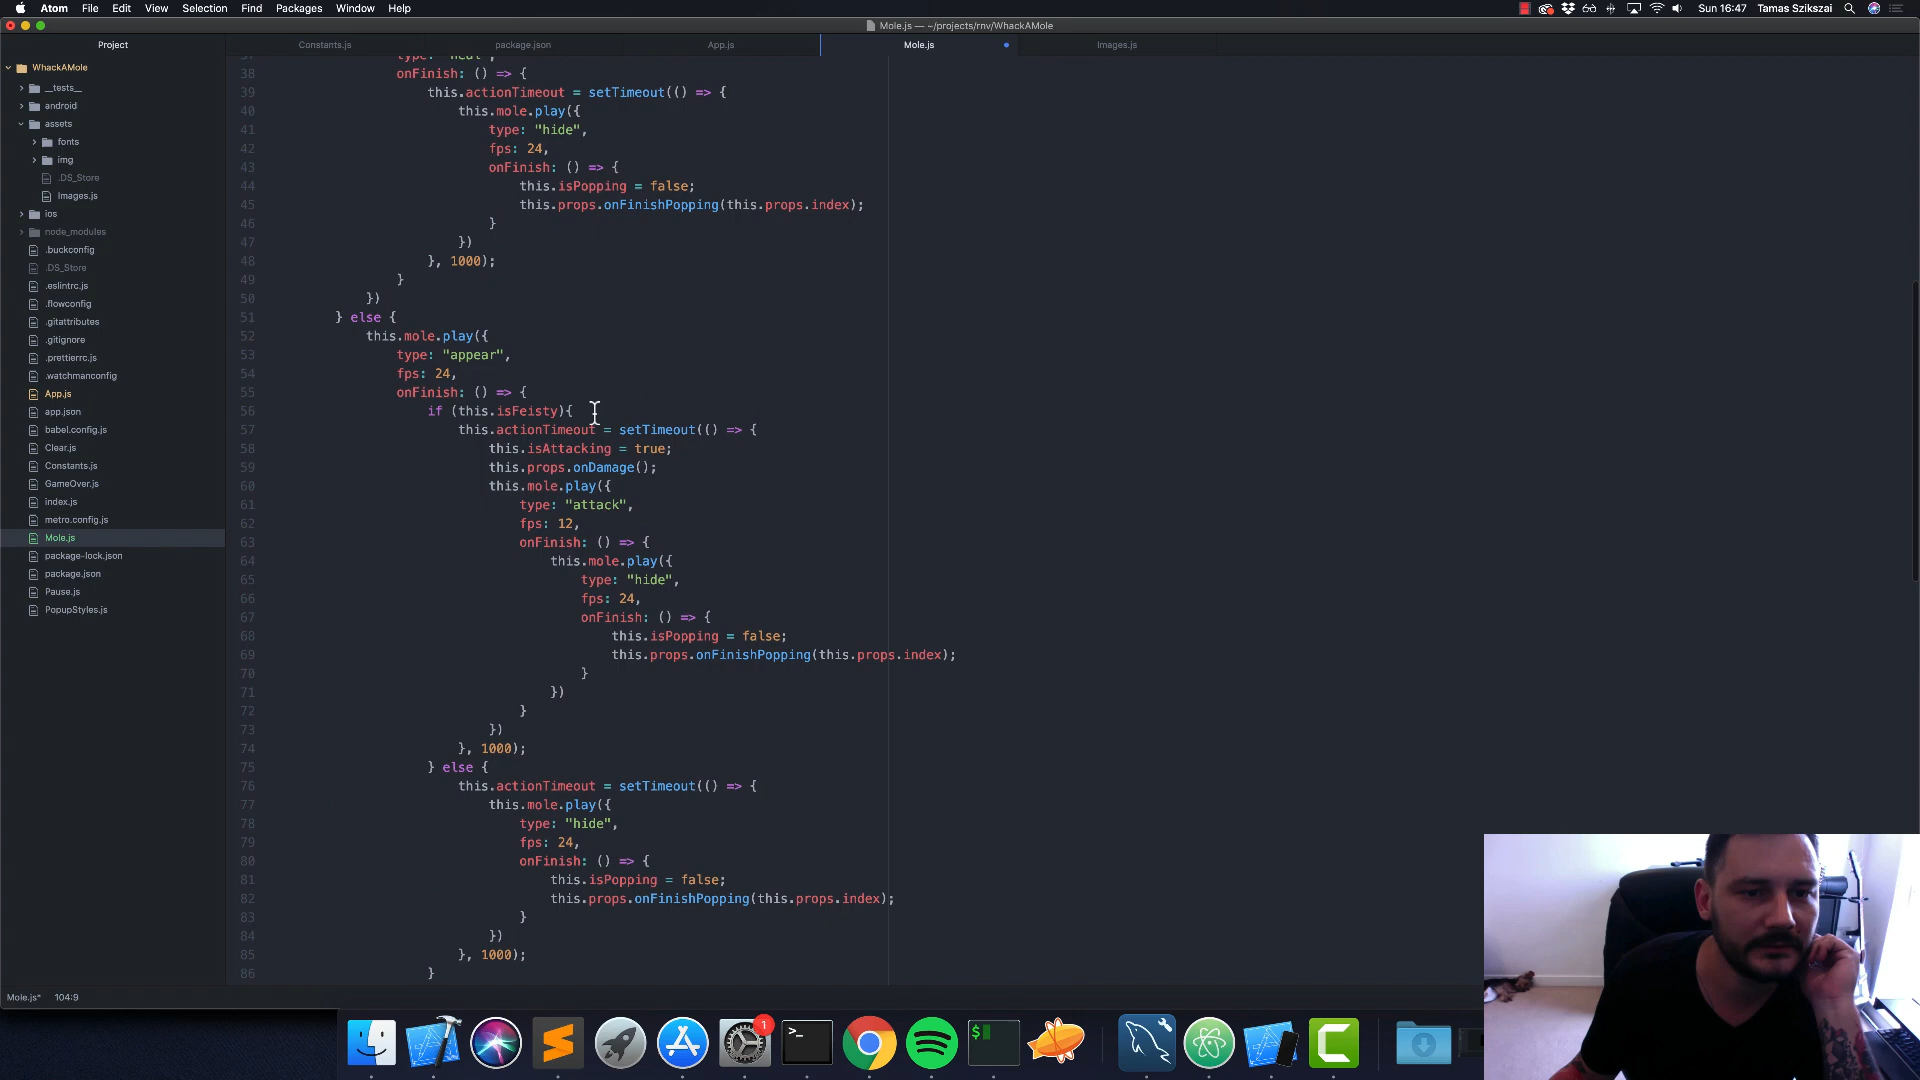 Atom File Edit View Selection Find Packages Window Help
Sun 16:47 Tamas Szikszai
Mole.js — ~/projects/rnv/WhackAMole
Project
Constants.js package.json App.js Mole.js Images.js
WhackAMole
__tests__
android
assets
fonts
img
.DS_Store
Images.js
ios
node_modules
.buckconfig
.DS_Store
.eslintrc.js
.flowconfig
.gitattributes
.gitignore
.prettierrc.js
.watchmanconfig
App.js
app.json
babel.config.js
Clear.js
Constants.js
GameOver.js
index.js
metro.config.js
Mole.js
package-lock.json
package.json
Pause.js
PopupStyles.js
38 onFinish: () => {
39 this.actionTimeout = setTimeout(() => {
40 this.mole.play({
41 type: "hide",
42 fps: 24,
43 onFinish: () => {
44 this.isPopping = false;
45 this.props.onFinishPopping(this.props.index);
46 }
47 })
48 }, 1000);
49 }
50 })
51 } else {
52 this.mole.play({
53 type: "appear",
54 fps: 24,
55 onFinish: () => {
56 if (this.isFeisty){
57 this.actionTimeout = setTimeout(() => {
58 this.isAttacking = true;
59 this.props.onDamage();
60 this.mole.play({
61 type: "attack",
62 fps: 12,
63 onFinish: () => {
64 this.mole.play({
65 type: "hide",
66 fps: 24,
67 onFinish: () => {
68 this.isPopping = false;
69 this.props.onFinishPopping(this.props.index);
70 }
71 })
72 }
73 })
74 }, 1000);
75 } else {
76 this.actionTimeout = setTimeout(() => {
77 this.mole.play({
78 type: "hide",
79 fps: 24,
80 onFinish: () => {
81 this.isPopping = false;
82 this.props.onFinishPopping(this.props.index);
83 }
84 })
85 }, 1000);
86 }
Mole.js* 104:9
1